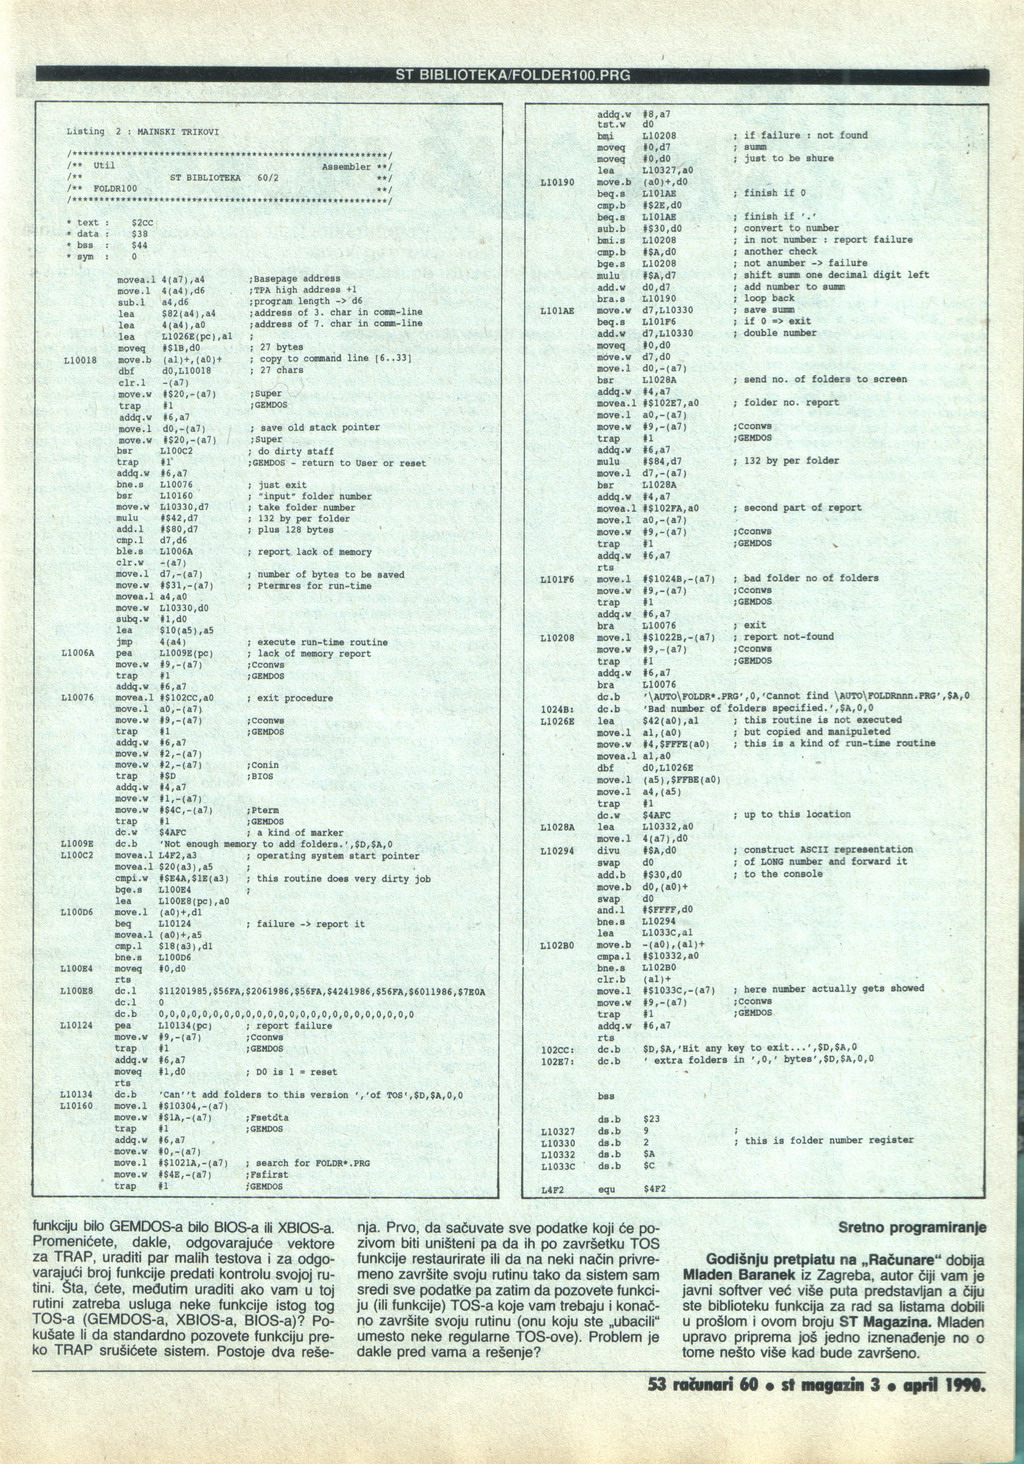 ST BIBLIOTEKA/FOLDER100.PRG
Listing 2 : MAINSKI TRIKOVI
/***********************************************************/
/** Util Assembler **/
/** ST BIBLIOTEKA 60/2 **/
/** FOLDR100 **/
/***********************************************************/
* text : $2CC
* data : $38
* bss : $44
* sym : 0
movea.l 4(a7),a4 ;Basepage address
move.l 4(a4),d6 ;TPA high address +1
sub.l a4,d6 ;program length -> d6
lea $82(a4),a4 ;address of 3. char in comm-line
lea 4(a4),a0 ;address of 7. char in comm-line
lea L1026E(pc),a1 ;
moveq #$1B,d0 ; 27 bytes
L10018 move.b (a1)+,(a0)+ ; copy to command line [6..33]
dbf d0,L10018 ; 27 chars
clr.l -(a7)
move.w #$20,-(a7) ;Super
trap #1 ;GEMDOS
addq.w #6,a7
move.l d0,-(a7) ; save old stack pointer
move.w #$20,-(a7) ;Super
bsr L100C2 ; do dirty staff
trap #1 ;GEMDOS - return to User or reset
addq.w #6,a7
bne.s L10076 ; just exit
bsr L10160 ; "input" folder number
move.w L10330,d7 ; take folder number
mulu #$42,d7 ; 132 by per folder
add.l #$80,d7 ; plus 128 bytes
cmp.l d7,d6
ble.s L1006A ; report lack of memory
clr.w -(a7)
move.l d7,-(a7) ; number of bytes to be saved
move.w #$31,-(a7) ; Ptermres for run-time
movea.l a4,a0
move.w L10330,d0
subq.w #1,d0
lea $10(a5),a5
jmp 4(a4) ; execute run-time routine
L1006A pea L1009E(pc) ; lack of memory report
move.w #9,-(a7) ;Cconws
trap #1 ;GEMDOS
addq.w #6,a7
L10076 movea.l #$102CC,a0 ; exit procedure
move.l a0,-(a7)
move.w #9,-(a7) ;Cconws
trap #1 ;GEMDOS
addq.w #6,a7
move.w #2,-(a7)
move.w #2,-(a7) ;Conin
trap #$D ;BIOS
addq.w #4,a7
move.w #1,-(a7)
move.w #$4C,-(a7) ;Pterm
trap #1 ;GEMDOS
dc.w $4AFC ; a kind of marker
L1009E dc.b 'Not enough memory to add folders.',$D,$A,0
L100C2 movea.l L4F2,a3 ; operating system start pointer
movea.l $20(a3),a5 ;
cmpi.w #$E4A,$1E(a3) ; this routine does very dirty job
bge.s L100E4 ;
lea L100E8(pc),a0
L100D6 move.l (a0)+,d1
beq L10124 ; failure -> report it
movea.l (a0)+,a5
cmp.l $18(a3),d1
bne.s L100D6
L100E4 moveq #0,d0
rts
L100E8 dc.l $11201985,$56FA,$2061986,$56FA,$4241986,$56FA,$6011986,$7E0A
dc.l 0
dc.b 0,0,0,0,0,0,0,0,0,0,0,0,0,0,0,0,0,0,0,0,0,0,0,0
L10124 pea L10134(pc) ; report failure
move.w #9,-(a7) ;Cconws
trap #1 ;GEMDOS
addq.w #6,a7
moveq #1,d0 ; D0 is 1 = reset
rts
L10134 dc.b 'Can''t add folders to this version ','of TOS',$D,$A,0,0
L10160 move.l #$10304,-(a7)
move.w #$1A,-(a7) ;Fsetdta
trap #1 ;GEMDOS
addq.w #6,a7
move.w #0,-(a7)
move.l #$1021A,-(a7) ; search for FOLDR*.PRG
move.w #$4E,-(a7) ;Fsfirst
trap #1 ;GEMDOS
addq.w #8,a7
tst.w d0
bmi L10208 ; if failure : not found
moveq #0,d7 ; summ
moveq #0,d0 ; just to be shure
lea L10327,a0
L10190 move.b (a0)+,d0
beq.s L101AE ; finish if 0
cmp.b #$2E,d0
beq.s L101AE ; finish if '.'
sub.b #$30,d0 ; convert to number
bmi.s L10208 ; in not number : report failure
cmp.b #$A,d0 ; another check
bge.s L10208 ; not anumber -> failure
mulu #$A,d7 ; shift summ one decimal digit left
add.w d0,d7 ; add number to summ
bra.s L10190 ; loop back
L101AE move.w d7,L10330 ; save summ
beq.s L101F6 ; if 0 => exit
add.w d7,L10330 ; double number
moveq #0,d0
move.w d7,d0
move.l d0,-(a7)
bsr L1028A ; send no. of folders to screen
addq.w #4,a7
movea.l #$102E7,a0 ; folder no. report
move.l a0,-(a7)
move.w #9,-(a7) ;Cconws
trap #1 ;GEMDOS
addq.w #6,a7
mulu #$84,d7 ; 132 by per folder
move.l d7,-(a7)
bsr L1028A
addq.w #4,a7
movea.l #$102FA,a0 ; second part of report
move.l a0,-(a7)
move.w #9,-(a7) ;Cconws
trap #1 ;GEMDOS
addq.w #6,a7
rts
L101F6 move.l #$1024B,-(a7) ; bad folder no of folders
move.w #9,-(a7) ;Cconws
trap #1 ;GEMDOS
addq.w #6,a7
bra L10076 ; exit
L10208 move.l #$1022B,-(a7) ; report not-found
move.w #9,-(a7) ;Cconws
trap #1 ;GEMDOS
addq.w #6,a7
bra L10076
dc.b '\AUTO\FOLDR*.PRG',0,'Cannot find \AUTO\FOLDRnnn.PRG',$A,0
1024B: dc.b 'Bad number of folders specified.',$A,0,0
L1026E lea $42(a0),a1 ; this routine is not executed
move.l a1,(a0) ; but copied and manipuleted
move.w #4,$FFFE(a0) ; this is a kind of run-time routine
movea.l a1,a0
dbf d0,L1026E
move.l (a5),$FFBE(a0)
move.l a4,(a5)
trap #1
dc.w $4AFC ; up to this location
L1028A lea L10332,a0
move.l 4(a7),d0
L10294 divu #$A,d0 ; construct ASCII representation
swap d0 ; of LONG number and forward it
add.b #$30,d0 ; to the console
move.b d0,(a0)+
swap d0
and.l #$FFFF,d0
bne.s L10294
lea L1033C,a1
L102B0 move.b -(a0),(a1)+
cmpa.l #$10332,a0
bne.s L102B0
clr.b (a1)+
move.l #$1033C,-(a7) ; here number actually gets showed
move.w #9,-(a7) ;Cconws
trap #1 ;GEMDOS
addq.w #6,a7
rts
102CC: dc.b $D,$A,'Hit any key to exit...',$D,$A,0
102E7: dc.b ' extra folders in ',0,' bytes',$D,$A,0,0
bss
ds.b $23
L10327 ds.b 9 ;
L10330 ds.b 2 ; this is folder number register
L10332 ds.b $A
L1033C ds.b $C
L4F2 equ $4F2
funkciju bilo GEMDOS-a bilo BIOS-a ili XBIOS-a.
Promenićete, dakle, odgovarajuće vektore
za TRAP, uraditi par malih testova i za odgo-
varajući broj funkcije predati kontrolu svojoj ru-
tini. Šta, ćete, međutim uraditi ako vam u toj
rutini zatreba usluga neke funkcije istog tog
TOS-a (GEMDOS-a, XBIOS-a, BIOS-a)? Po-
kušate li da standardno pozovete funkciju pre-
ko TRAP srušićete sistem. Postoje dva reše-
nja. Prvo, da sačuvate sve podatke koji će po-
zivom biti uništeni pa da ih po završetku TOS
funkcije restaurirate ili da na neki način privre-
meno završite svoju rutinu tako da sistem sam
sredi sve podatke pa zatim da pozovete funkci-
ju (ili funkcije) TOS-a koje vam trebaju i konač-
no završite svoju rutinu (onu koju ste „ubacili“
umesto neke regularne TOS-ove). Problem je
dakle pred vama a rešenje?
Sretno programiranje
Godišnju pretplatu na „Računare“ dobija
Mladen Baranek iz Zagreba, autor čiji vam je
javni softver već više puta predstavljan a čiju
ste biblioteku funkcija za rad sa listama dobili
u prošlom i ovom broju ST Magazina. Mladen
upravo priprema još jedno iznenađenje no o
tome nešto više kad bude završeno.
53 računari 60 • st magazin 3 • april 1990.